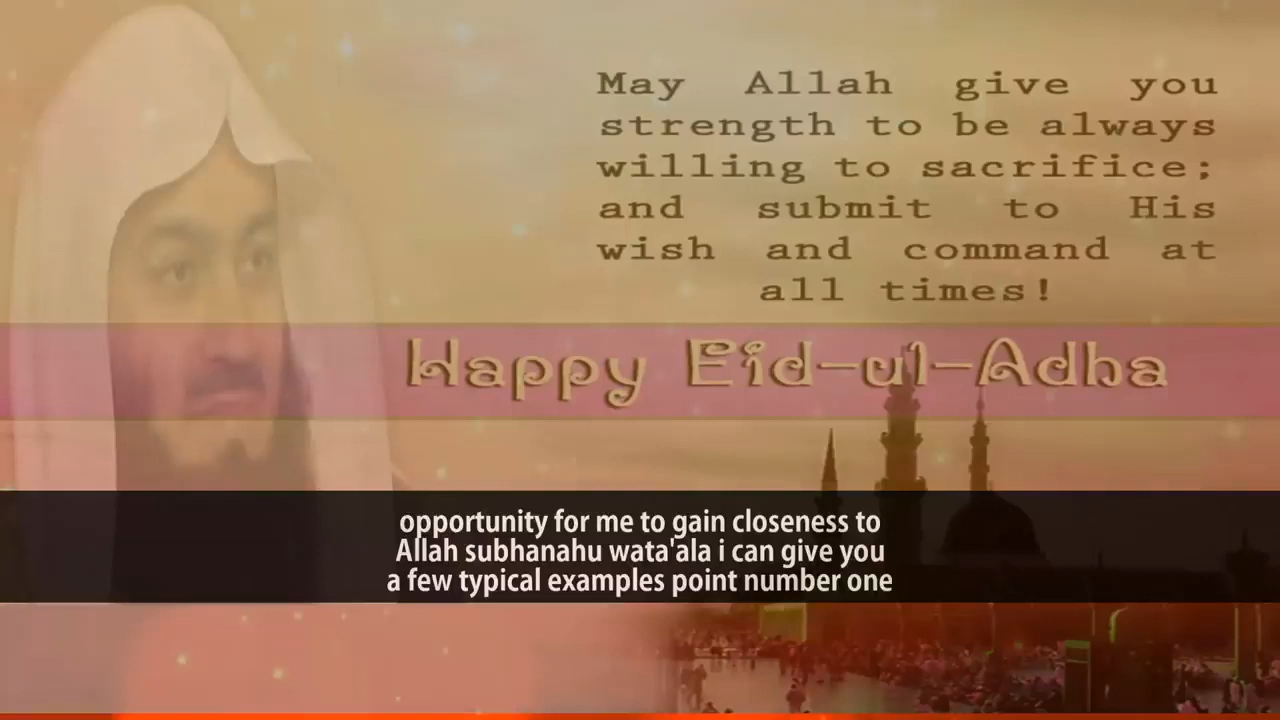 May Allah give you
strength to be always
willing to sacrifice;
and submit to His
wish and command at
all times!
Happy Eid-ul-Adha
opportunity for me to gain closeness to
Allah subhanahu wata'ala i can give you
a few typical examples point number one